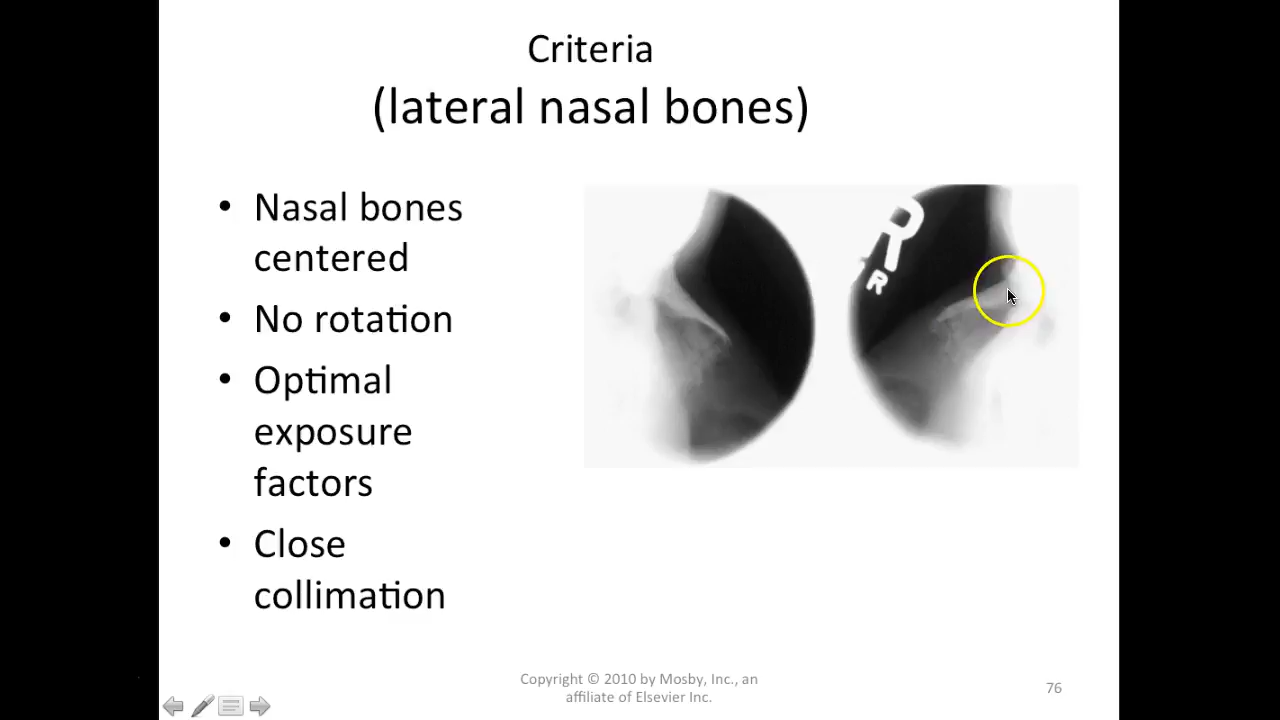 Criteria
(lateral nasal bones)
• Nasal bones
centered
• No rotation
• Optimal
exposure
factors
• Close
collimation
R
R
Copyright © 2010 by Mosby, Inc., an
affiliate of Elsevier Inc.
76